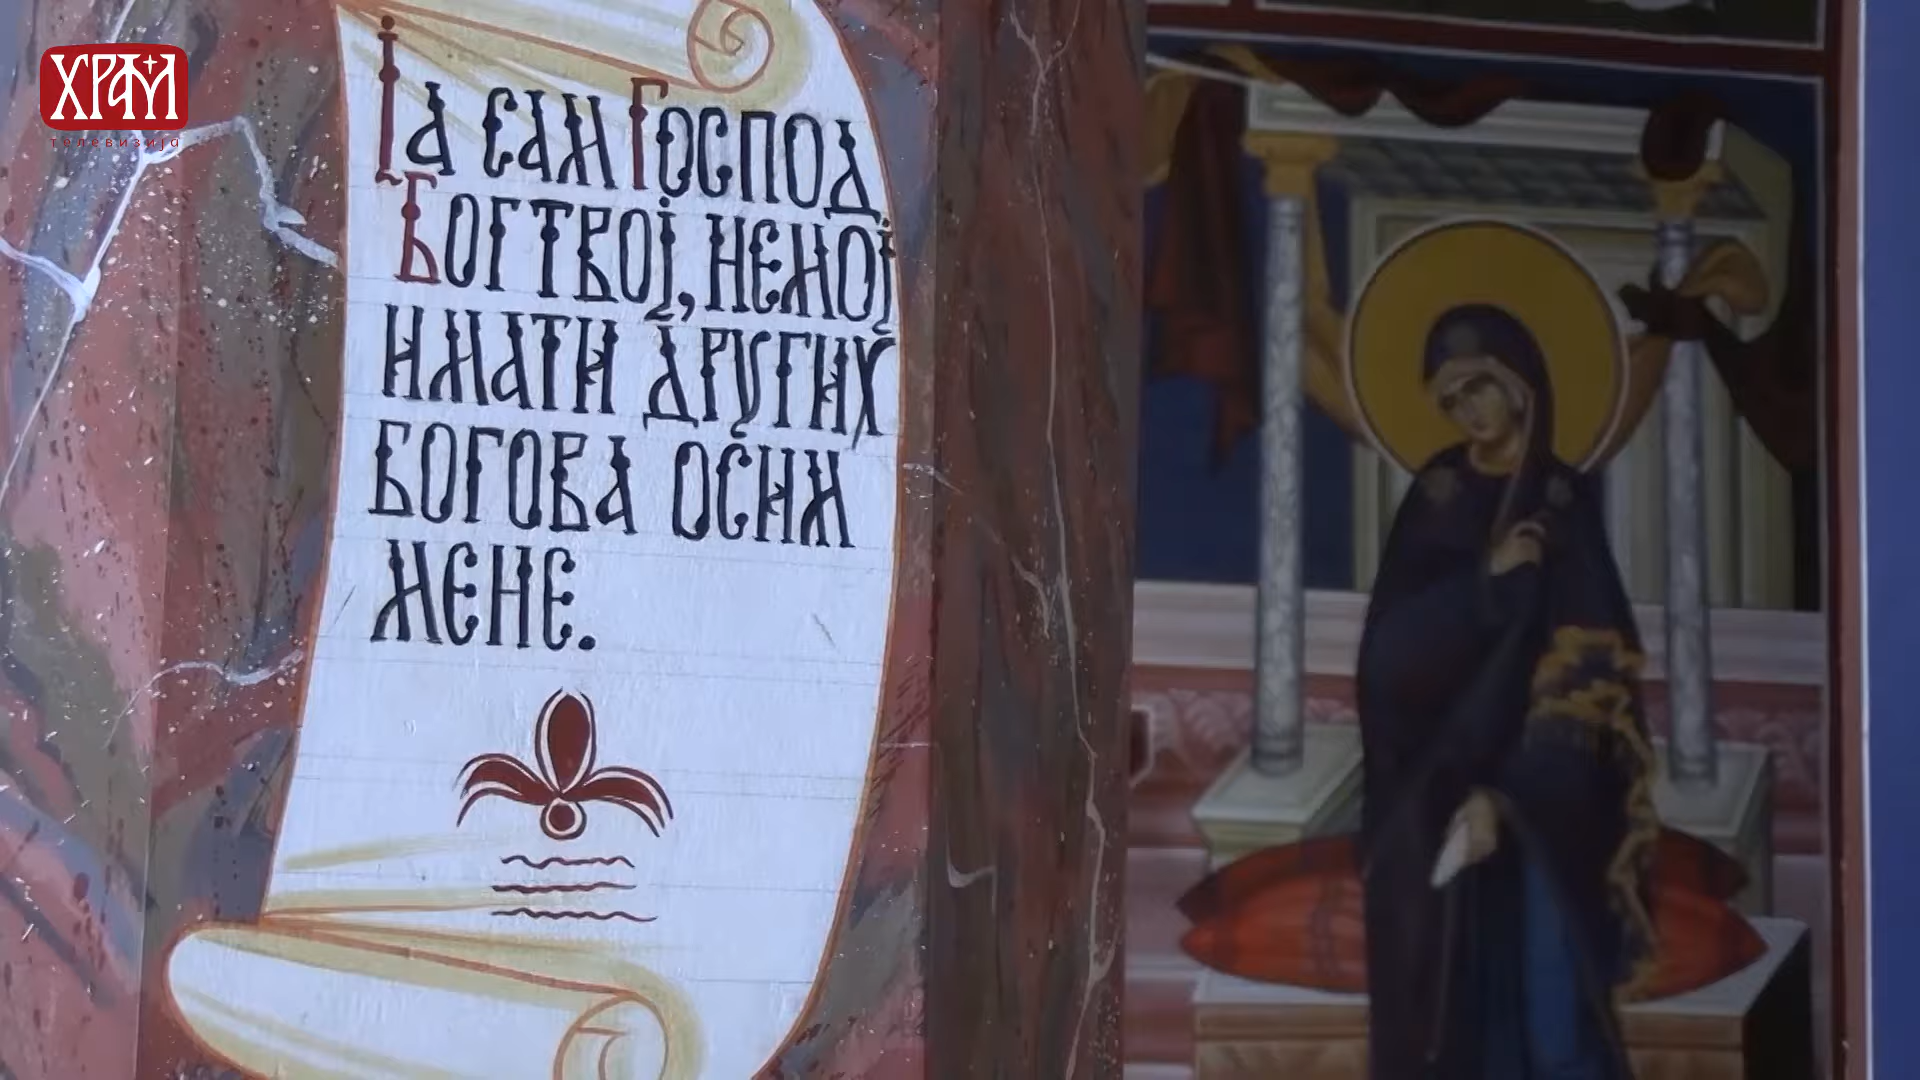 ХРАМ
телевизија
Ја сам Господ
Бог твој, немој
имати других
богова осим
мене.